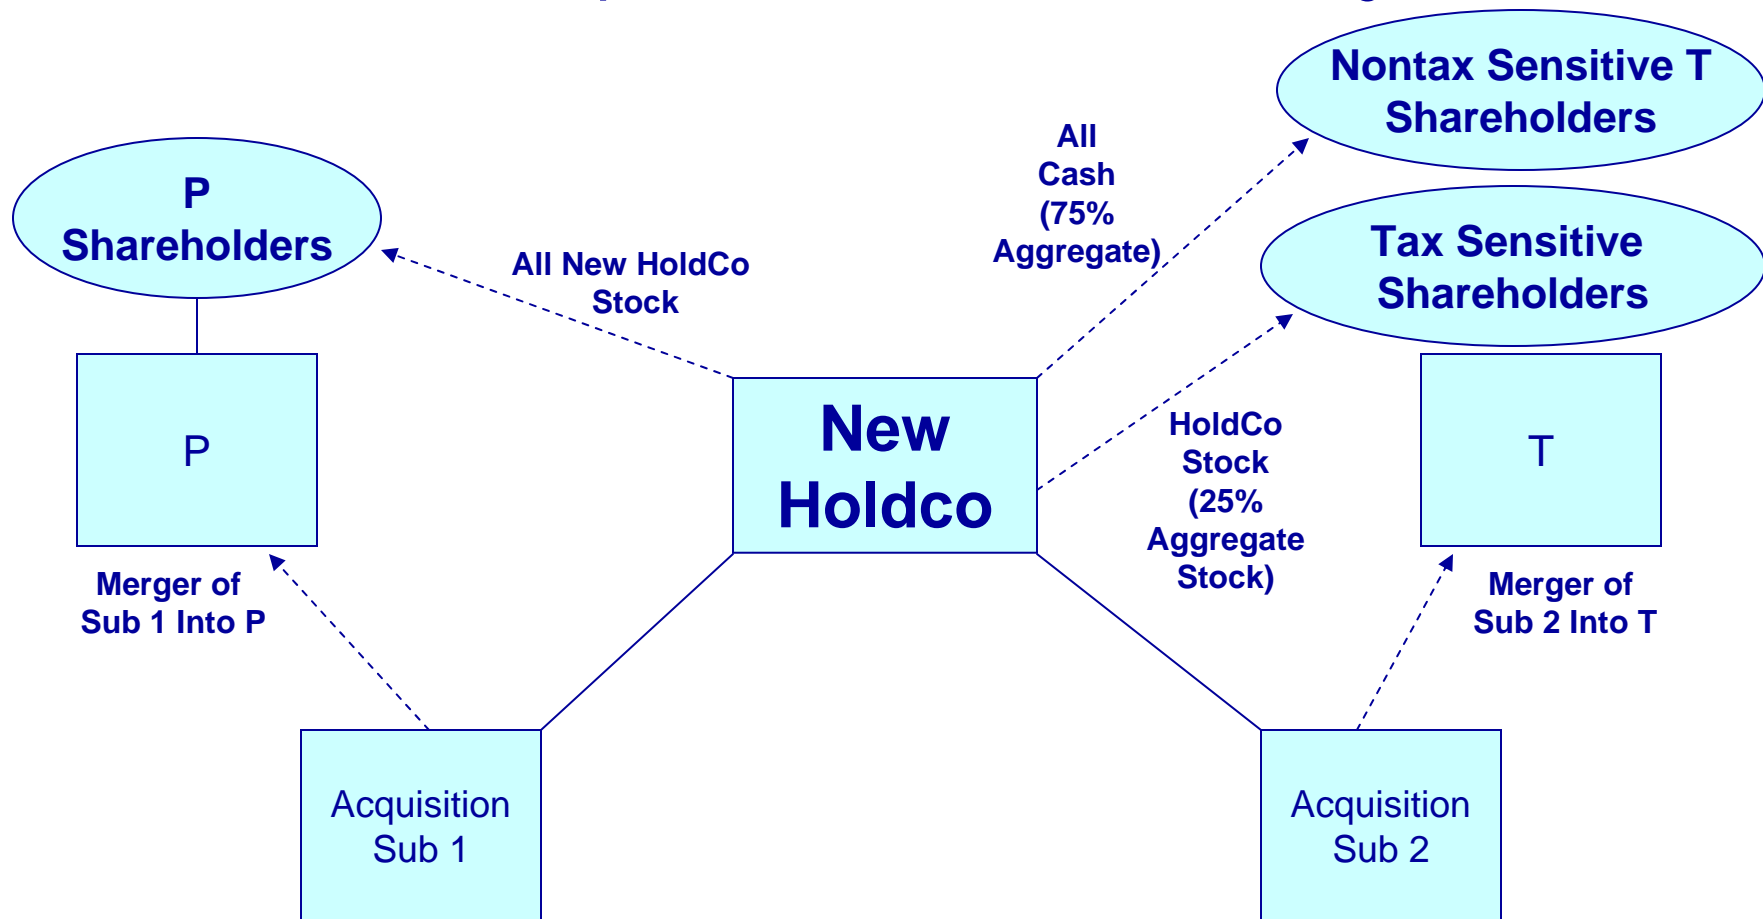 Nontax Sensitive T
Shareholders
All
Cash
(75%
Aggregate)
P
Shareholders
Tax Sensitive
Shareholders
All New HoldCo
Stock
New
Holdco
HoldCo
Stock
(25%
Aggregate
Stock)
P
T
Merger of
Sub 1 Into P
Merger of
Sub 2 Into T
Acquisition
Sub 1
Acquisition
Sub 2